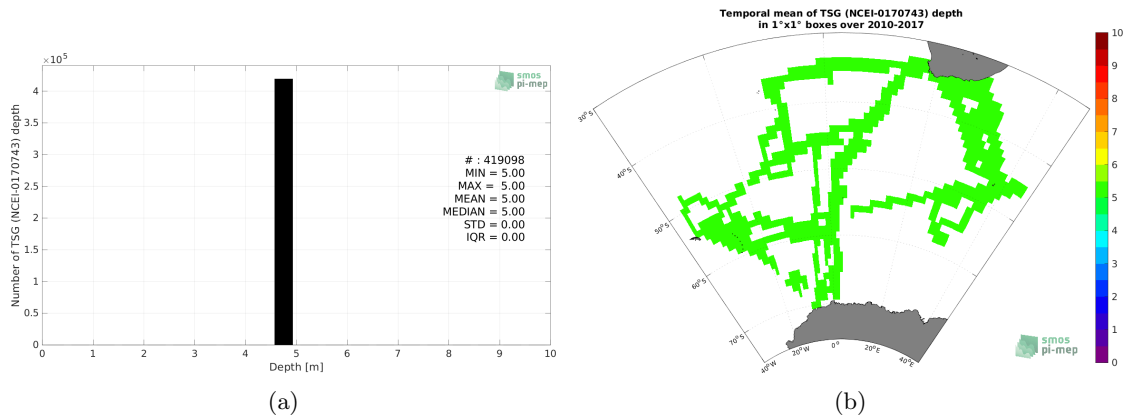 ×10⁵
4
3.5
3
2.5
2
1.5
1
0.5
0
Number of TSG (NCEI-0170743) depth
0 1 2 3 4 5 6 7 8 9 10
Depth [m]
smos
pi-mep
# : 419098
MIN = 5.00
MAX = 5.00
MEAN = 5.00
MEDIAN = 5.00
STD = 0.00
IQR = 0.00
(a)
Temporal mean of TSG (NCEI-0170743) depth
in 1°x1° boxes over 2010-2017
30°S
40°S
50°S
60°S
70°S
40°W
20°W
0°
20°E
40°E
10
9
8
7
6
5
4
3
2
1
0
smos
pi-mep
(b)